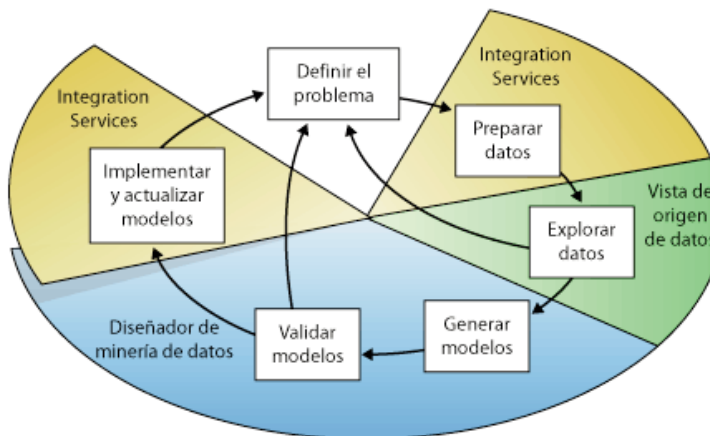 Definir el
problema
Integration
Services
Preparar
datos
Vista de
origen
de datos
Explorar
datos
Generar
modelos
Validar
modelos
Diseñador de
minería de datos
Implementar
y actualizar
modelos
Integration
Services